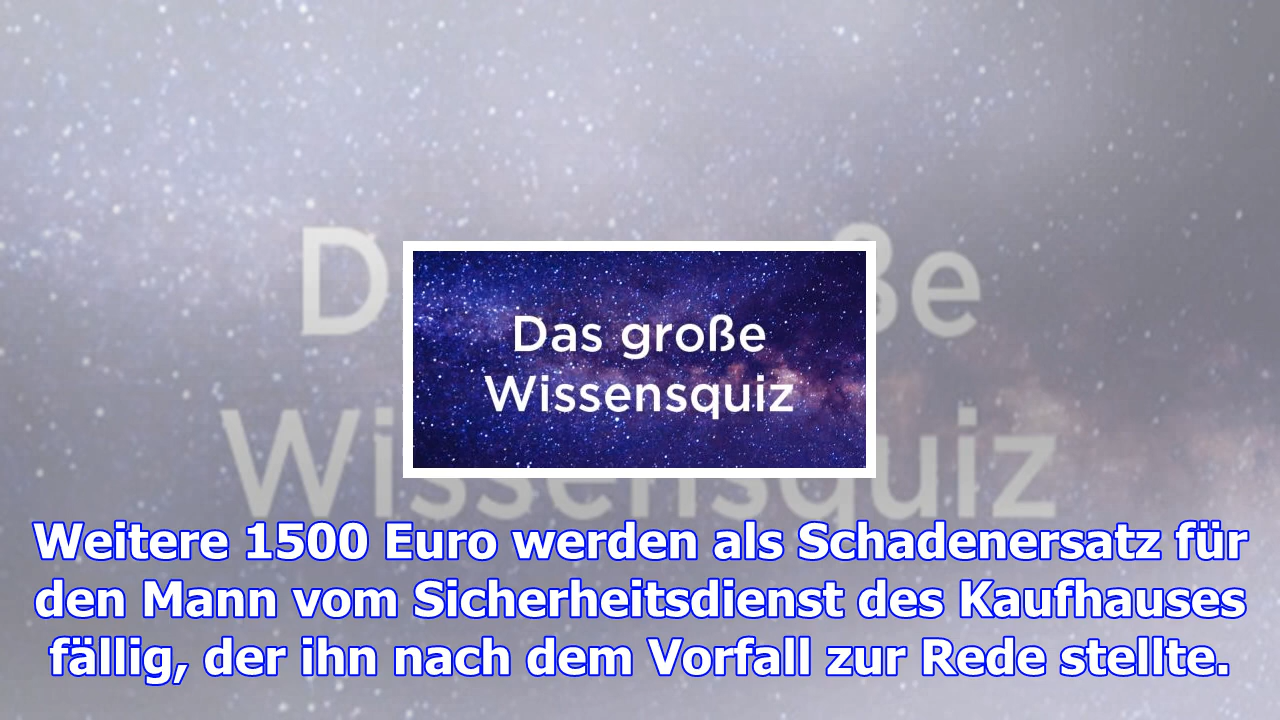 Das große
Wissensquiz
Weitere 1500 Euro werden als Schadenersatz für
den Mann vom Sicherheitsdienst des Kaufhauses
fällig, der ihn nach dem Vorfall zur Rede stellte.